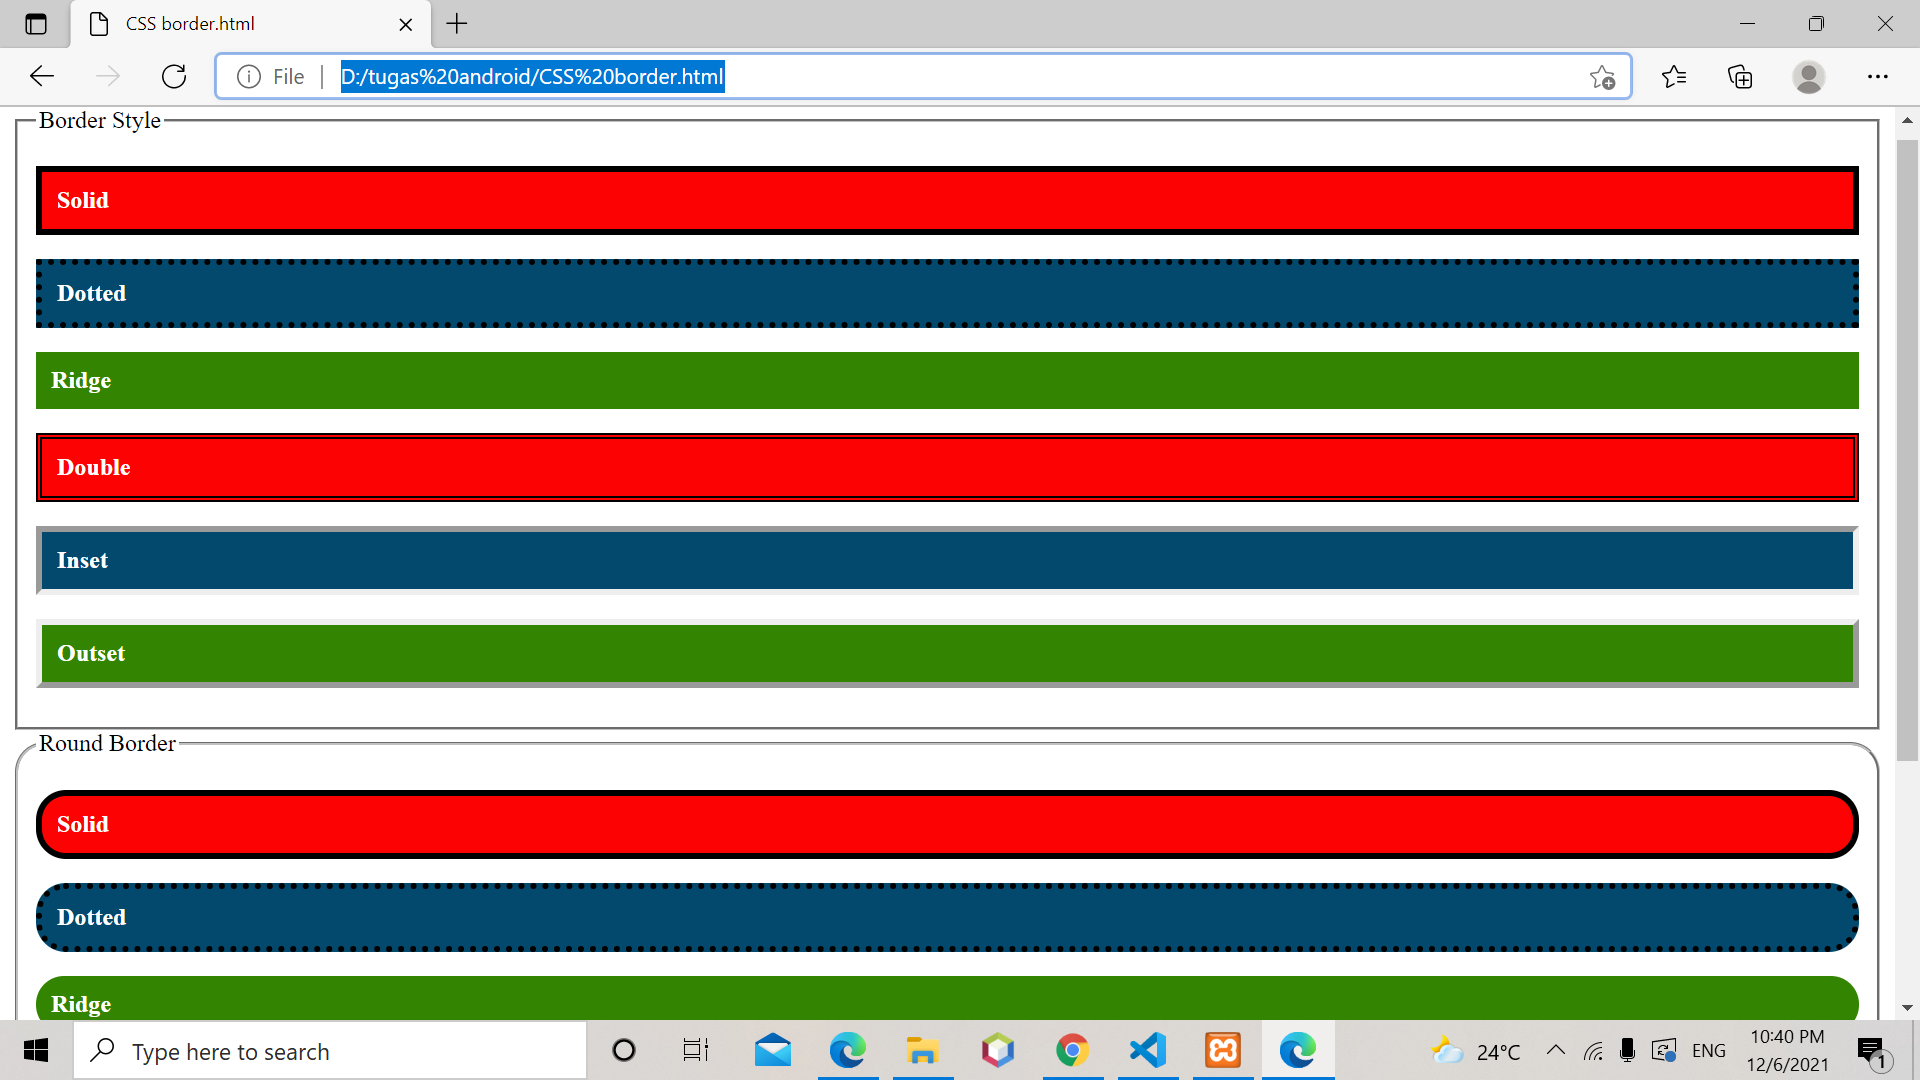 CSS border.html
File
D:/tugas%20android/CSS%20border.html
Border Style
Solid
Dotted
Ridge
Double
Inset
Outset
Round Border
Solid
Dotted
Ridge
Type here to search
24°C
ENG
10:40 PM
12/6/2021
1